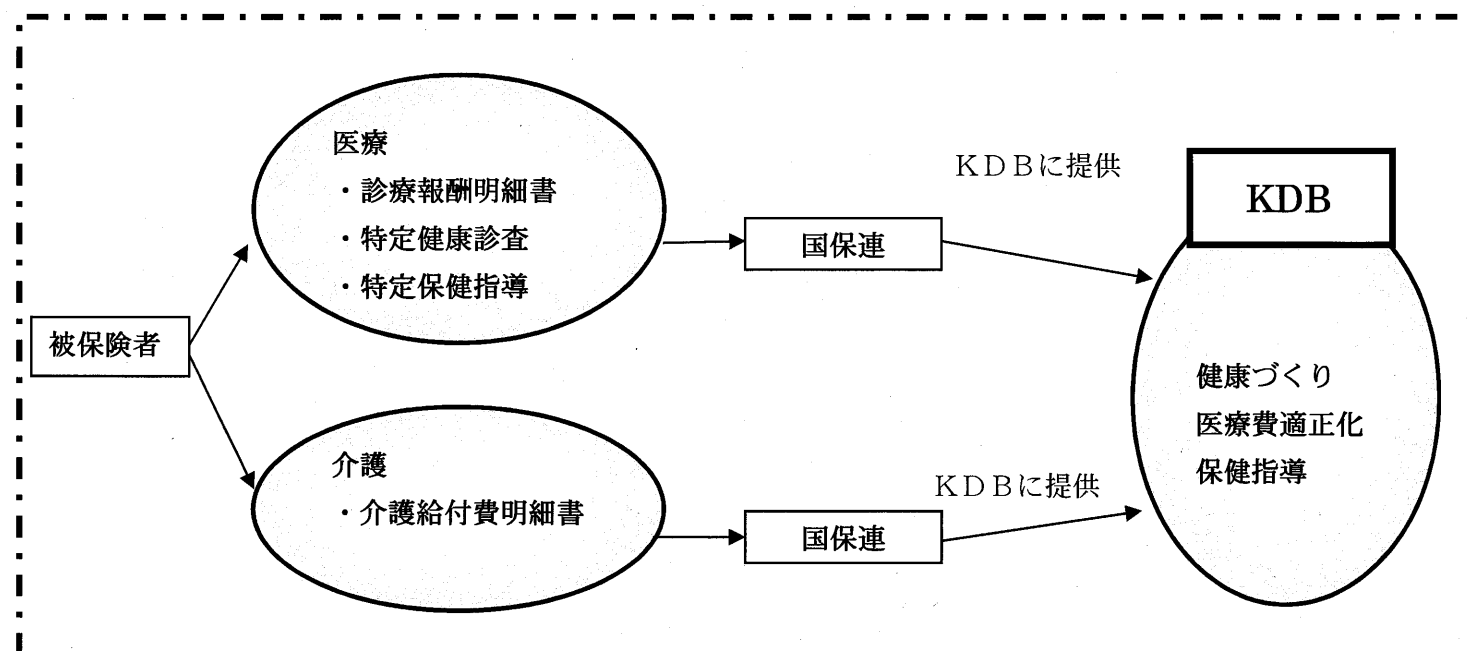 医療
・診療報酬明細書
・特定健康診査
・特定保健指導
KDBに提供
KDB
国保連
被保険者
健康づくり
医療費適正化
保健指導
介護
・介護給付費明細書
KDBに提供
国保連